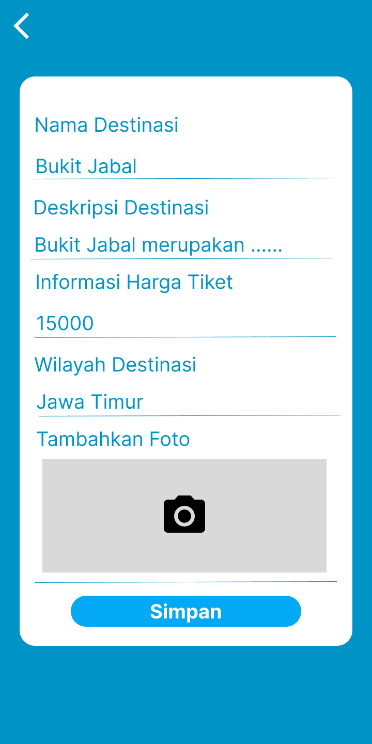 Nama Destinasi
Bukit Jabal
Deskripsi Destinasi
Bukit Jabal merupakan ......
Informasi Harga Tiket
15000
Wilayah Destinasi
Jawa Timur
Tambahkan Foto
Simpan